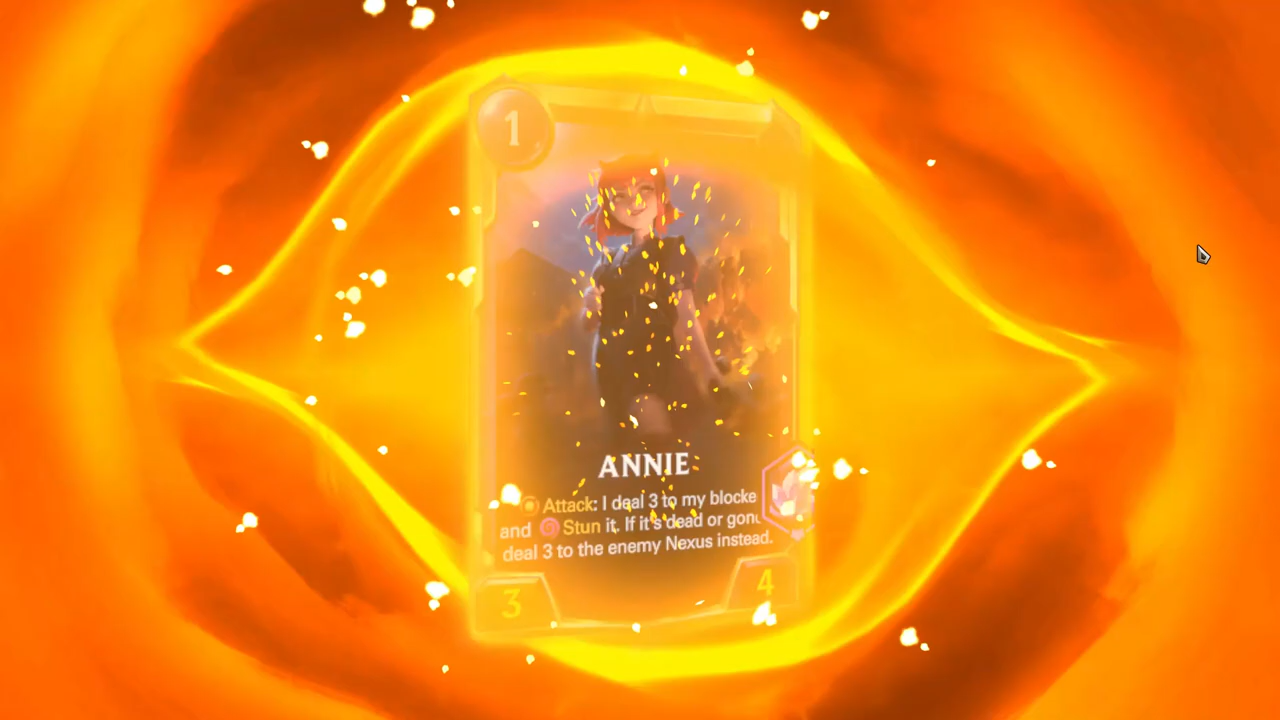 1
ANNIE
Attack: I deal 3 to my blocke
and Stun it. If it's dead or gone
deal 3 to the enemy Nexus instead.
3
4